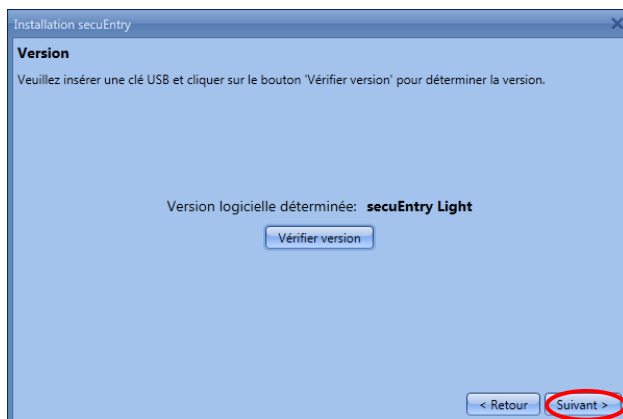 Installation secuEntry
Version
Veuillez insérer une clé USB et cliquer sur le bouton 'Vérifier version' pour déterminer la version.
Version logicielle déterminée: secuEntry Light
Vérifier version
< Retour Suivant >